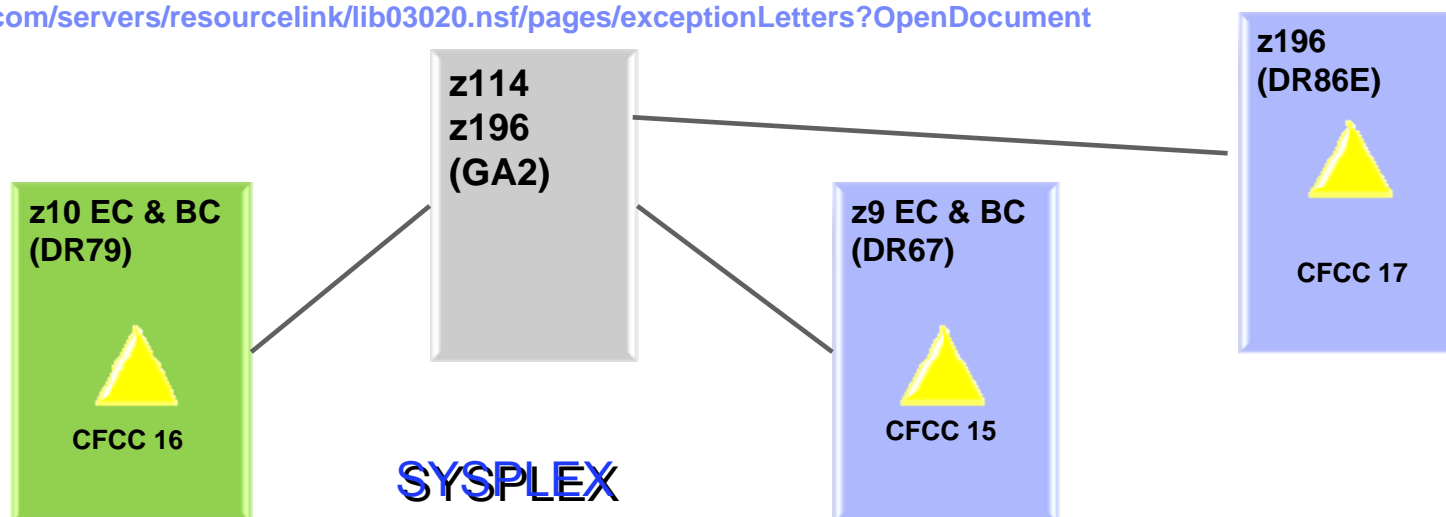 com/servers/resourcelink/lib03020.nsf/pages/exceptionLetters?OpenDocument
z196
(DR86E)
CFCC 17
z114
z196
(GA2)
z10 EC & BC
(DR79)
CFCC 16
z9 EC & BC
(DR67)
CFCC 15
SYSPLEX